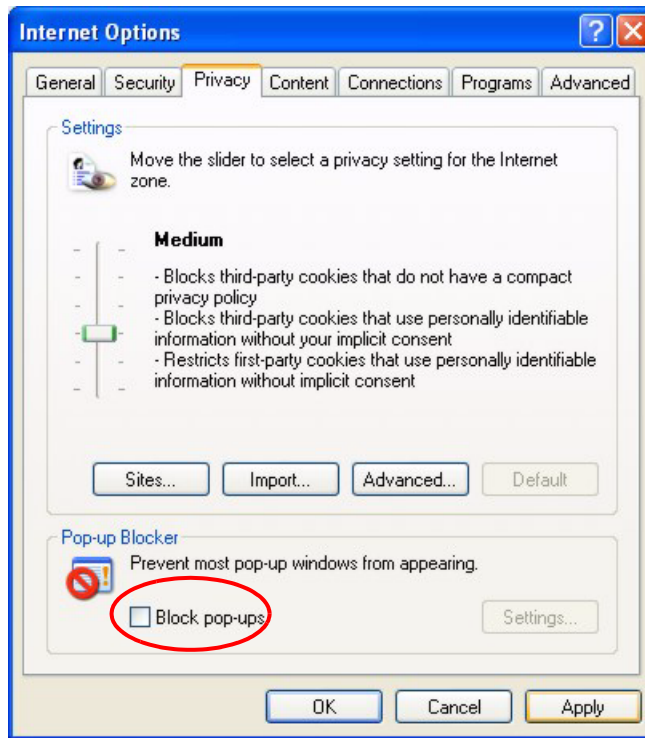 Internet Options
?
X
General Security Privacy Content Connections Programs Advanced
Settings
Move the slider to select a privacy setting for the Internet
zone.
Medium
- Blocks third-party cookies that do not have a compact
privacy policy
- Blocks third-party cookies that use personally identifiable
information without your implicit consent
- Restricts first-party cookies that use personally identifiable
information without implicit consent
Sites... Import... Advanced... Default
Pop-up Blocker
Prevent most pop-up windows from appearing.
Block pop-ups
Settings...
OK Cancel Apply